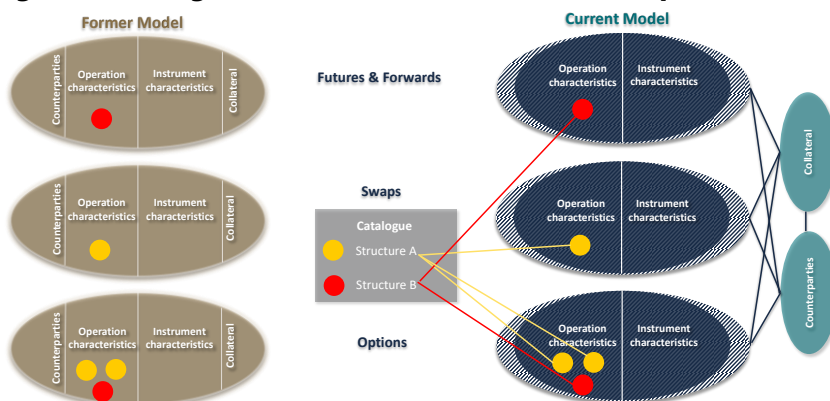 Former Model
Current Model
Counterparties
Operation
characteristics
Instrument
characteristics
Collateral
Futures & Forwards
Operation
characteristics
Instrument
characteristics
Counterparties
Operation
characteristics
Instrument
characteristics
Collateral
Swaps
Catalogue
Structure A
Structure B
Operation
characteristics
Instrument
characteristics
Counterparties
Operation
characteristics
Instrument
characteristics
Collateral
Options
Operation
characteristics
Instrument
characteristics
Collateral
Counterparties